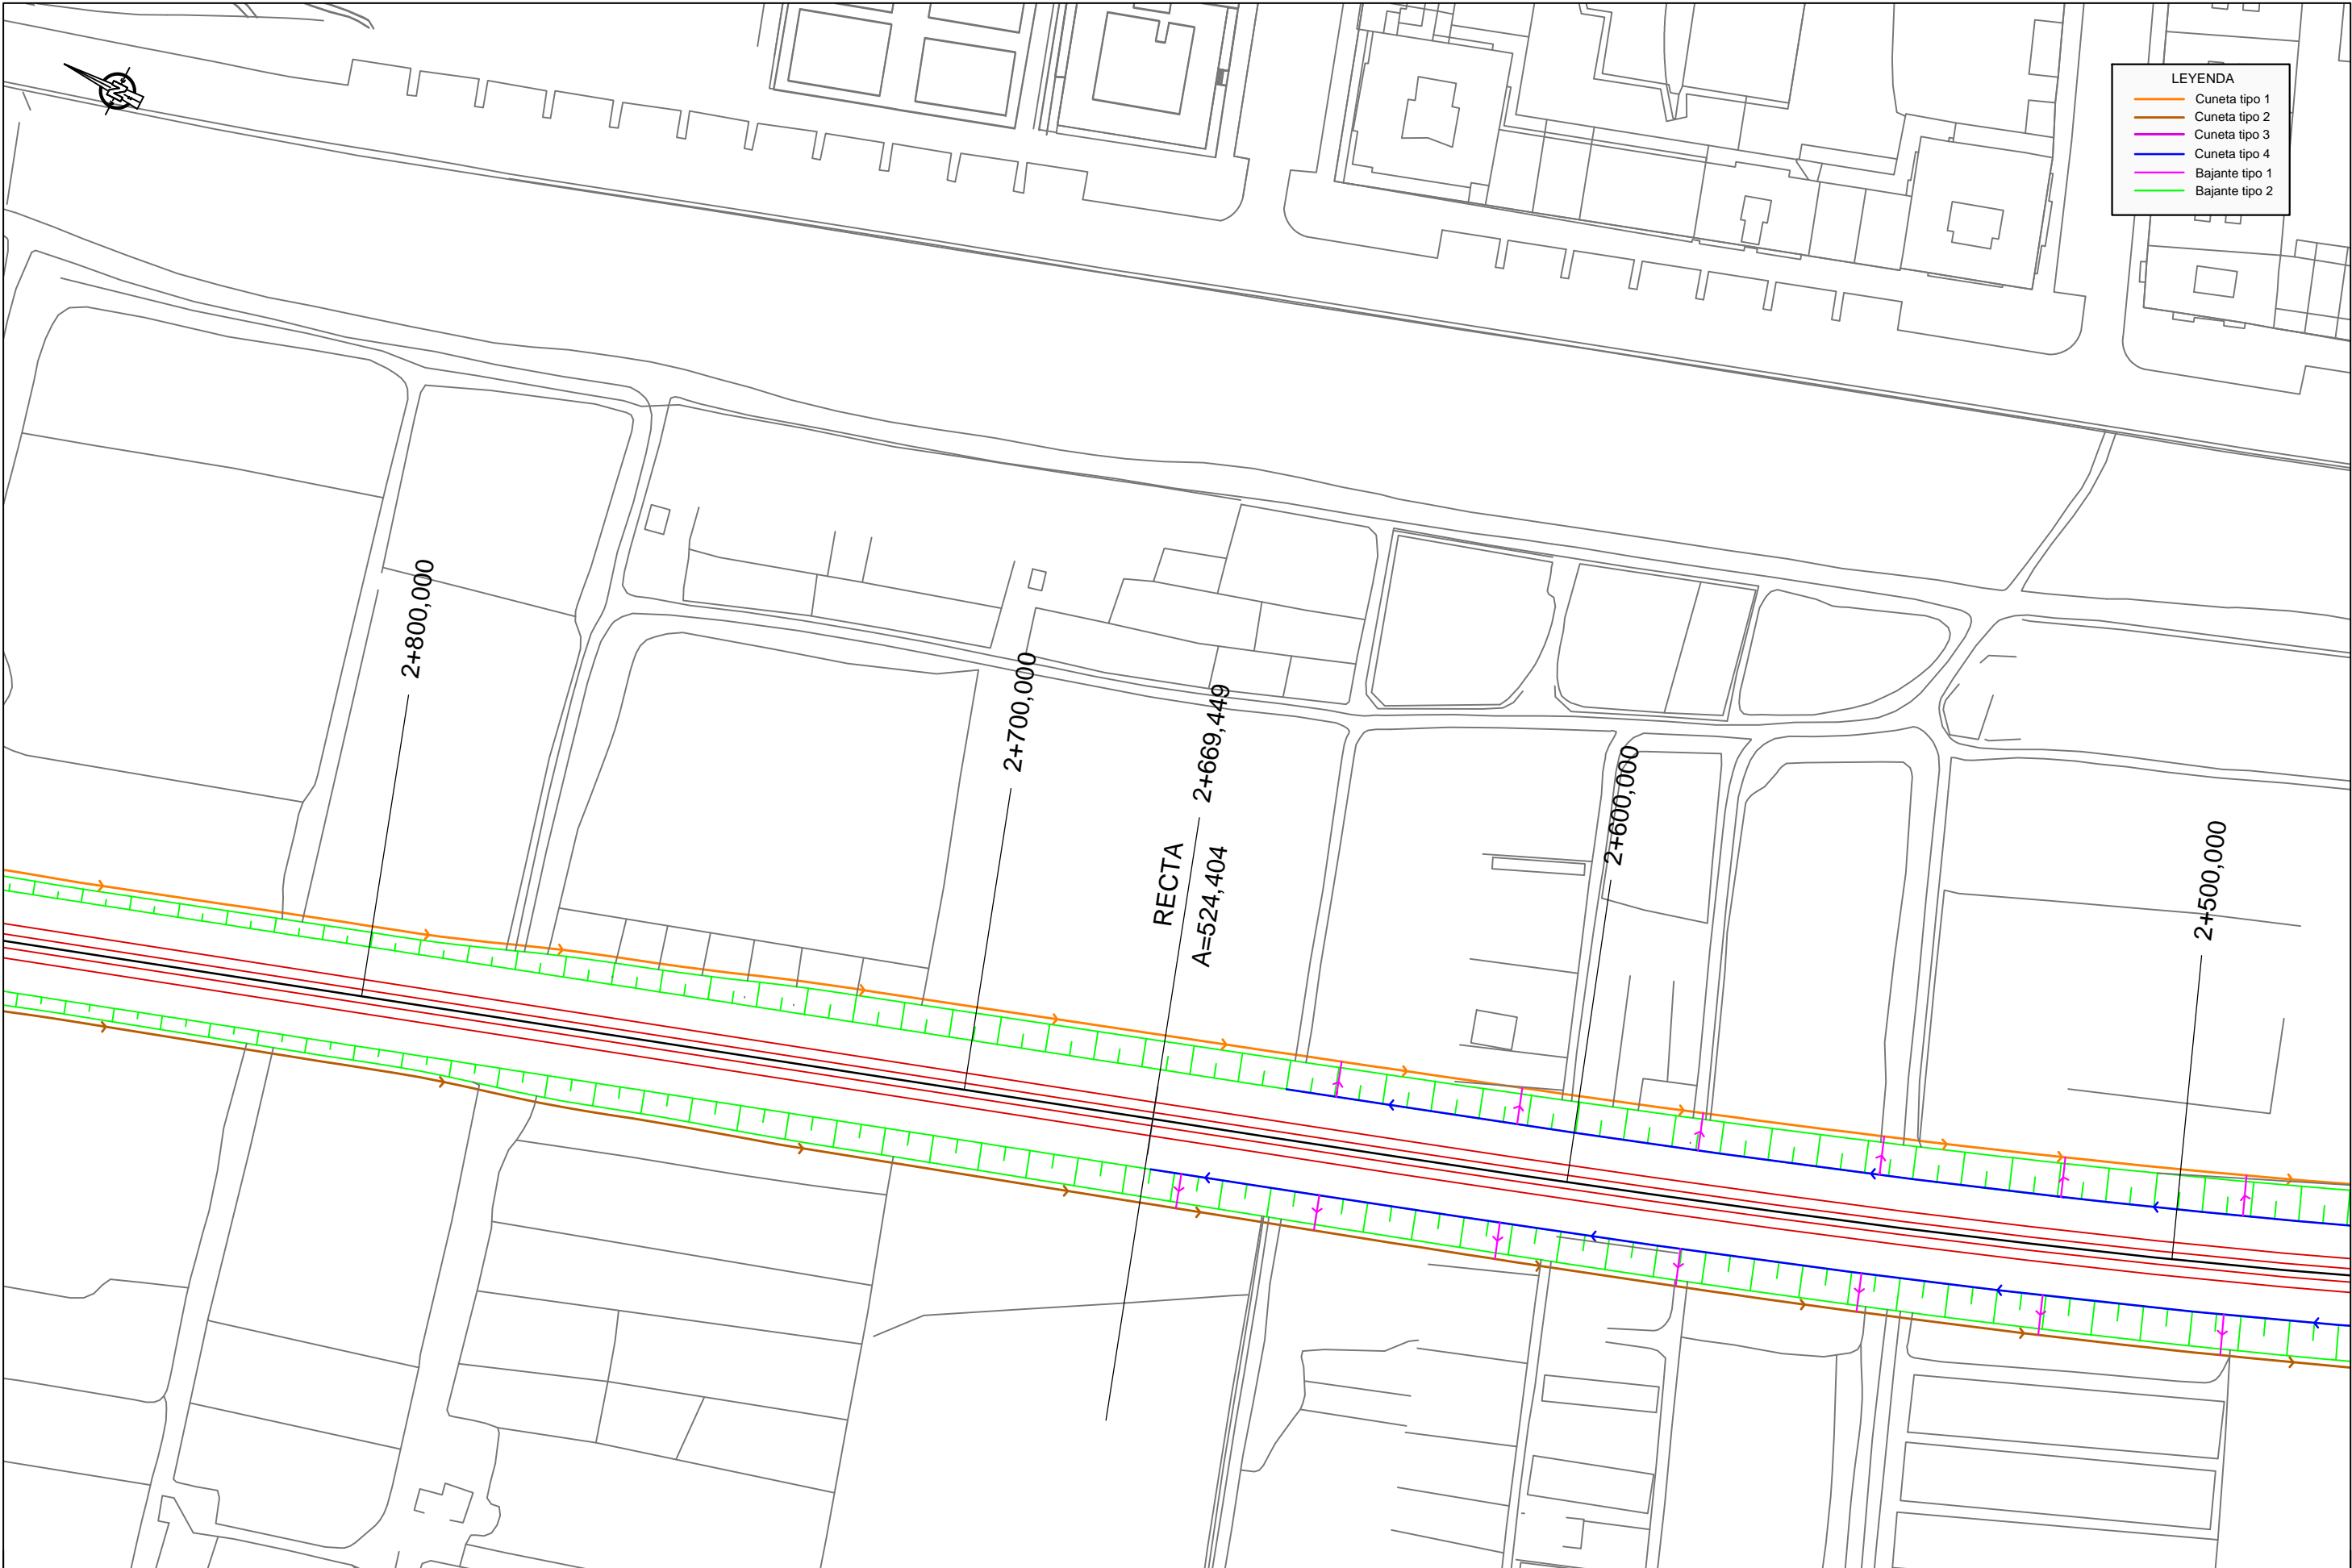 N
LEYENDA
Cuneta tipo 1
Cuneta tipo 2
Cuneta tipo 3
Cuneta tipo 4
Bajante tipo 1
Bajante tipo 2
2+800,000
2+700,000
2+669,449
RECTA
A=524,404
2+600,000
2+500,000